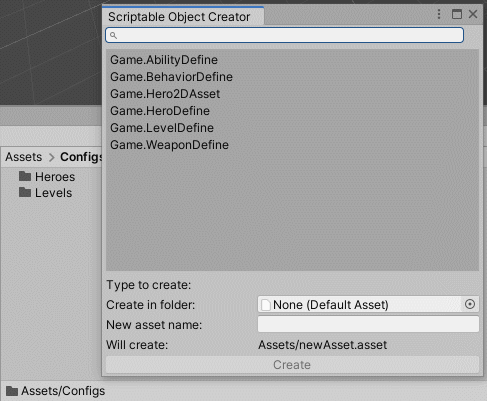 Scriptable Object Creator
Game.AbilityDefine
Game.BehaviorDefine
Game.Hero2DAsset
Game.HeroDefine
Game.LevelDefine
Game.WeaponDefine
Assets > Configs
Heroes
Levels
Type to create:
Create in folder: None (Default Asset)
New asset name:
Will create: Assets/newAsset.asset
Create
Assets/Configs